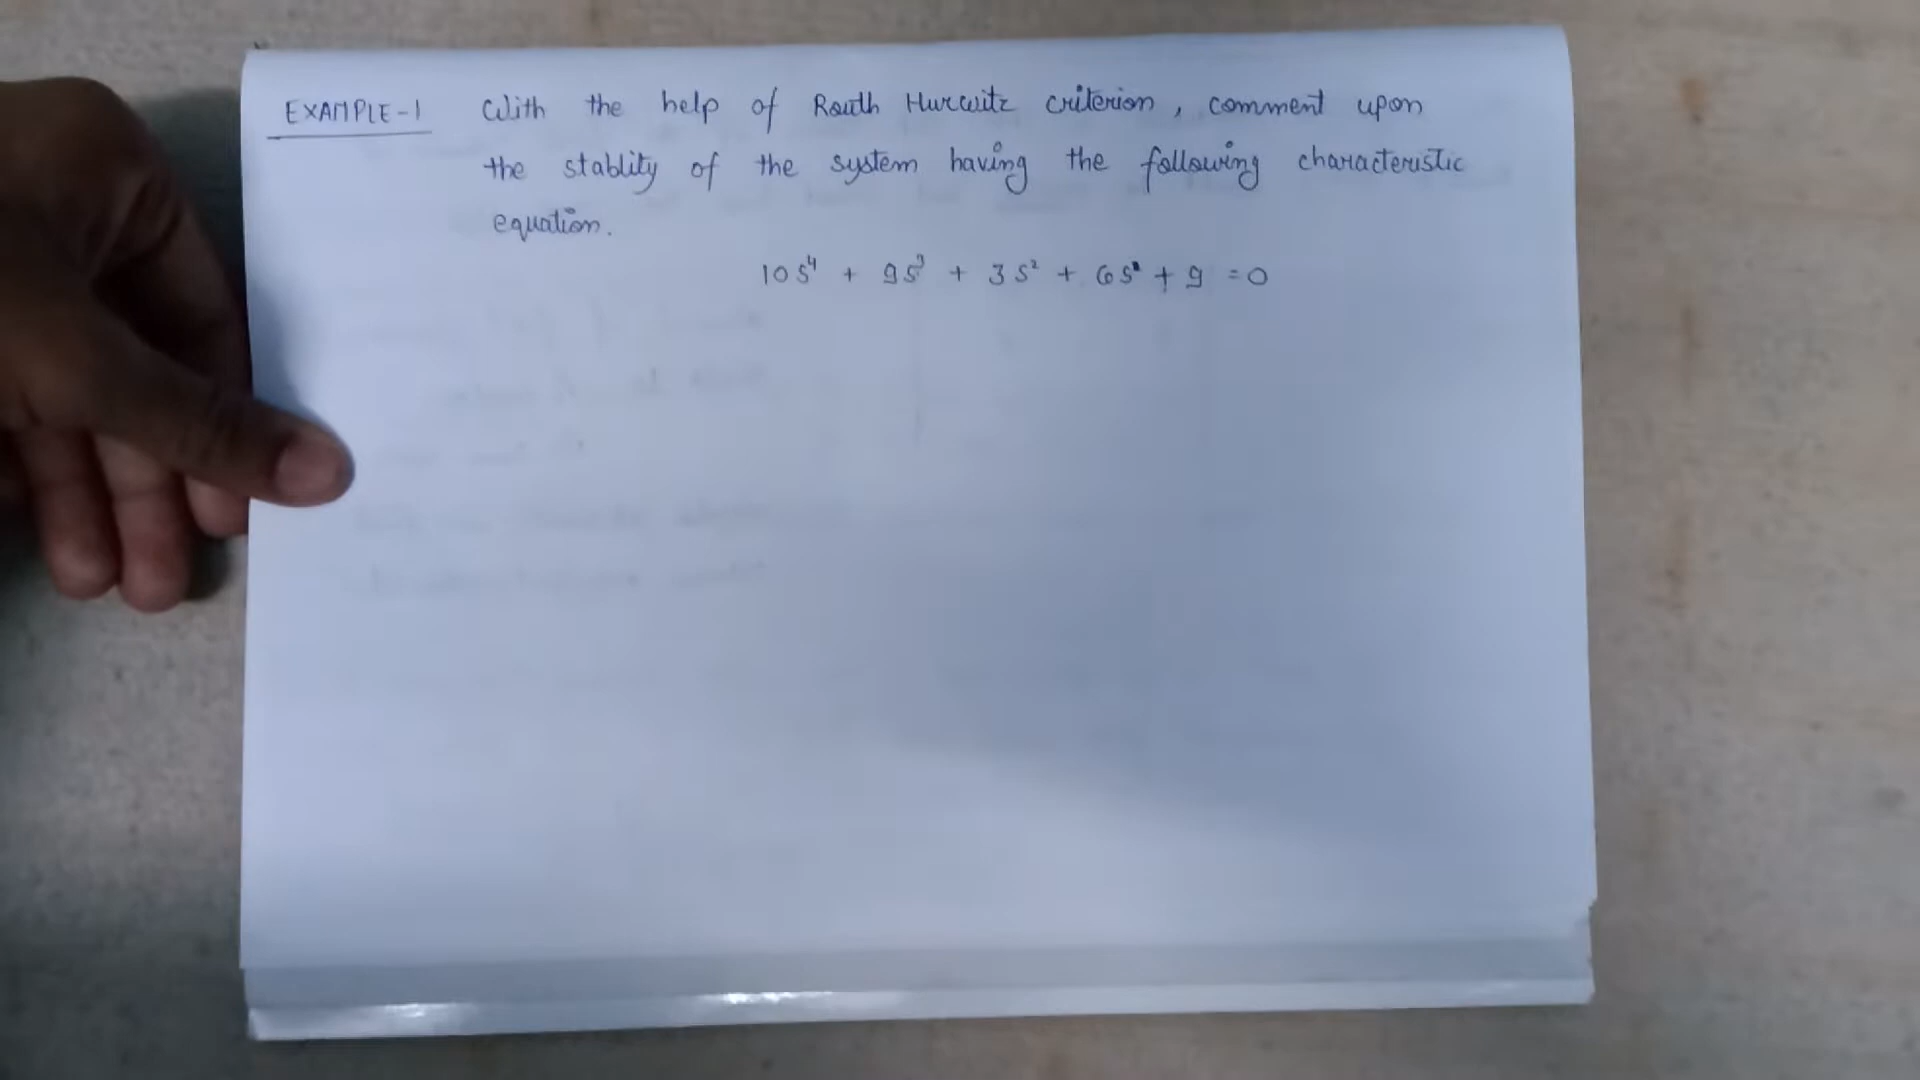 EXAMPLE-1 With the help of Routh Hurwitz criterion, comment upon
the stablity of the system having the following characteristic
equation.
10s⁴ + 9s³ + 3s² + 6s + 9 = 0